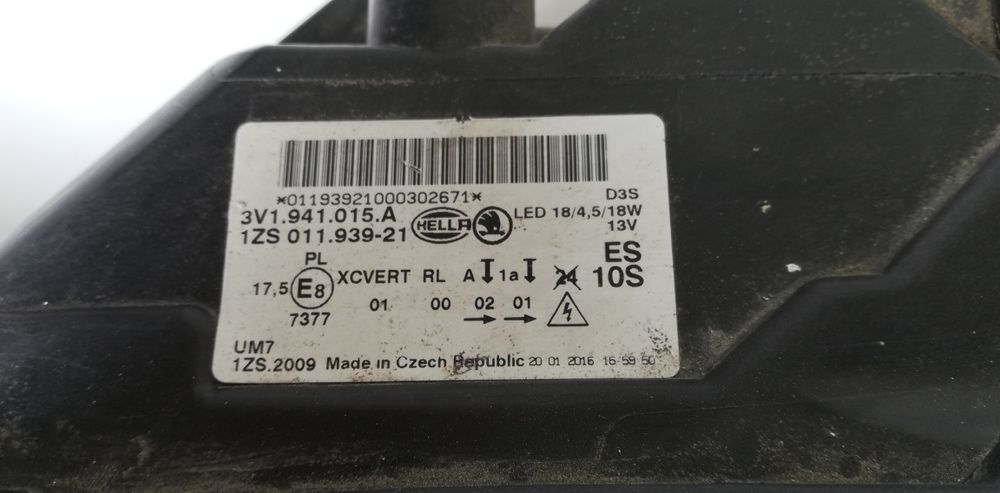 *01193921000302671*
D3S
3V1.941.015.A HELLA LED 18/4,5/18W
1ZS 011.939-21 13V
PL ES
17,5 E8 XCVERT RL A 1a 24 10S
01 00 02 01
7377
UM7
1ZS.2009 Made in Czech Republic 20 01 2016 16 59 50